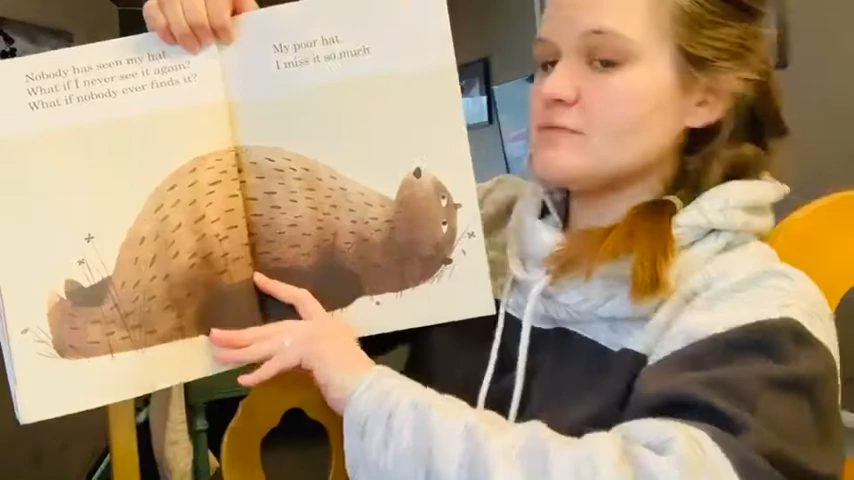 Nobody has seen my hat.
What if I never see it again?
What if nobody ever finds it?
My poor hat.
I miss it so much.